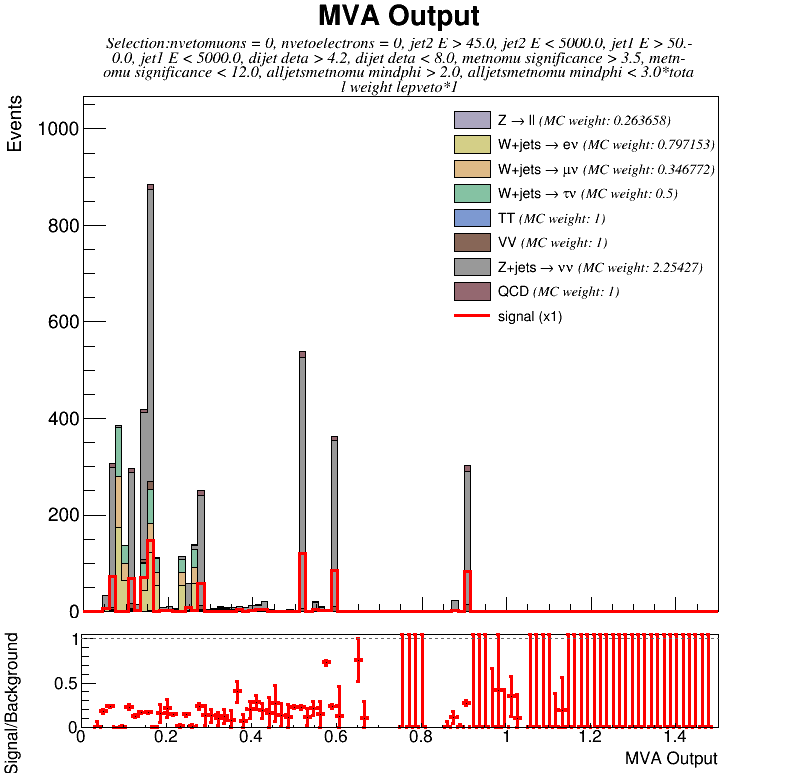 MVA Output
Selection:nvetomuons = 0, nvetoelectrons = 0, jet2 E > 45.0, jet2 E < 5000.0, jet1 E > 50.-
0.0, jet1 E < 5000.0, dijet deta > 4.2, dijet deta < 8.0, metnomu significance > 3.5, metn-
omu significance < 12.0, alljetsmetnomu mindphi > 2.0, alljetsmetnomu mindphi < 3.0*tota
l weight lepveto*1
Events
1000
800
600
400
200
0
Z → ll (MC weight: 0.263658)
W+jets → eν (MC weight: 0.797153)
W+jets → μν (MC weight: 0.346772)
W+jets → τν (MC weight: 0.5)
TT (MC weight: 1)
VV (MC weight: 1)
Z+jets → νν (MC weight: 2.25427)
QCD (MC weight: 1)
signal (x1)
Signal/Background
1
0.5
0
0 0.2 0.4 0.6 0.8 1 1.2 1.4
MVA Output